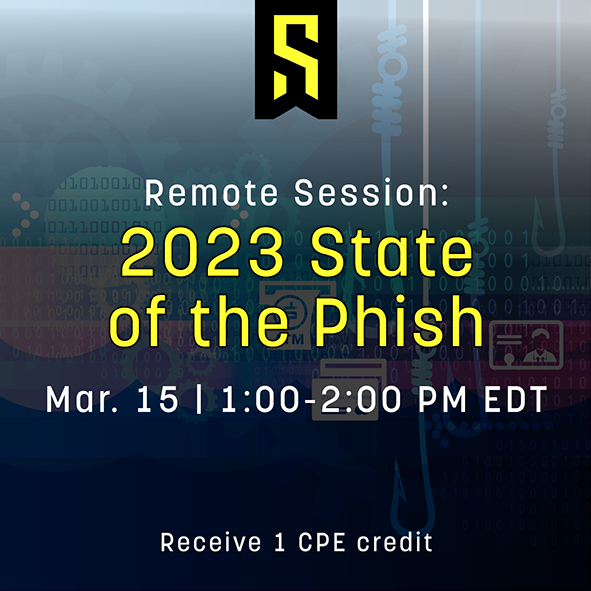 Remote Session:
2023 State
of the Phish
Mar. 15 | 1:00-2:00 PM EDT
Receive 1 CPE credit